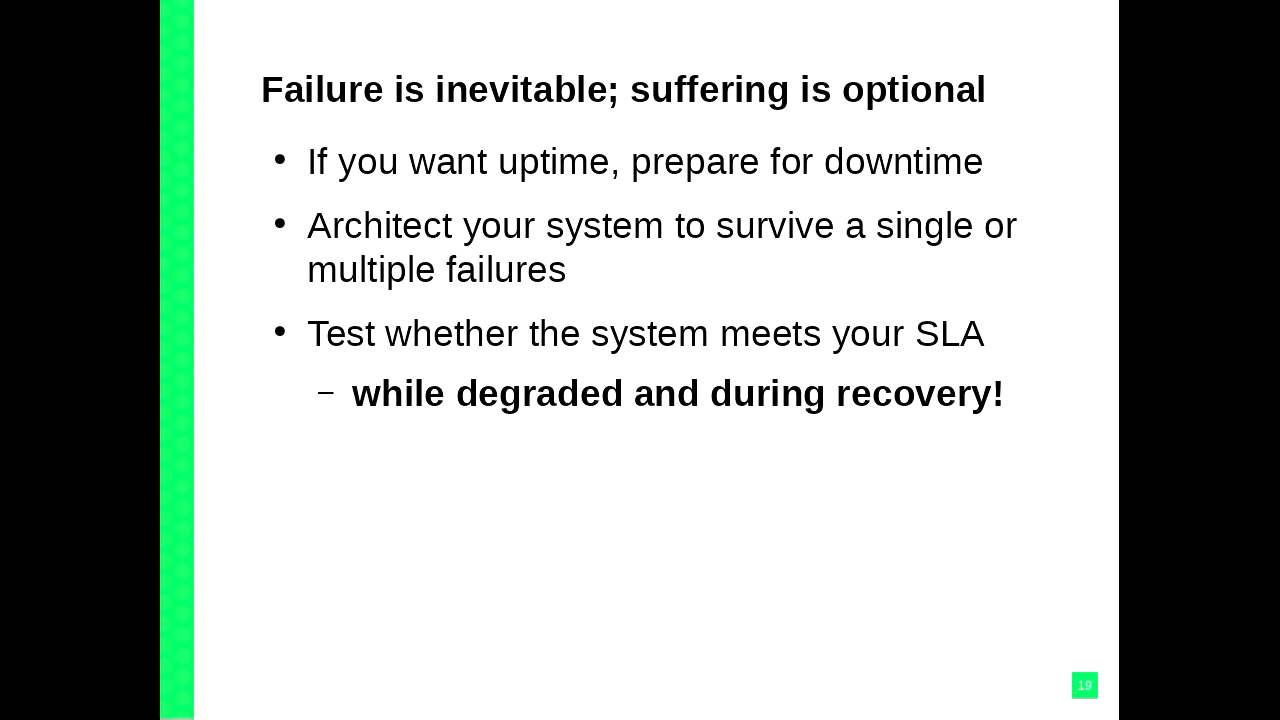 Failure is inevitable; suffering is optional
• If you want uptime, prepare for downtime
• Architect your system to survive a single or
multiple failures
• Test whether the system meets your SLA
– while degraded and during recovery!
19